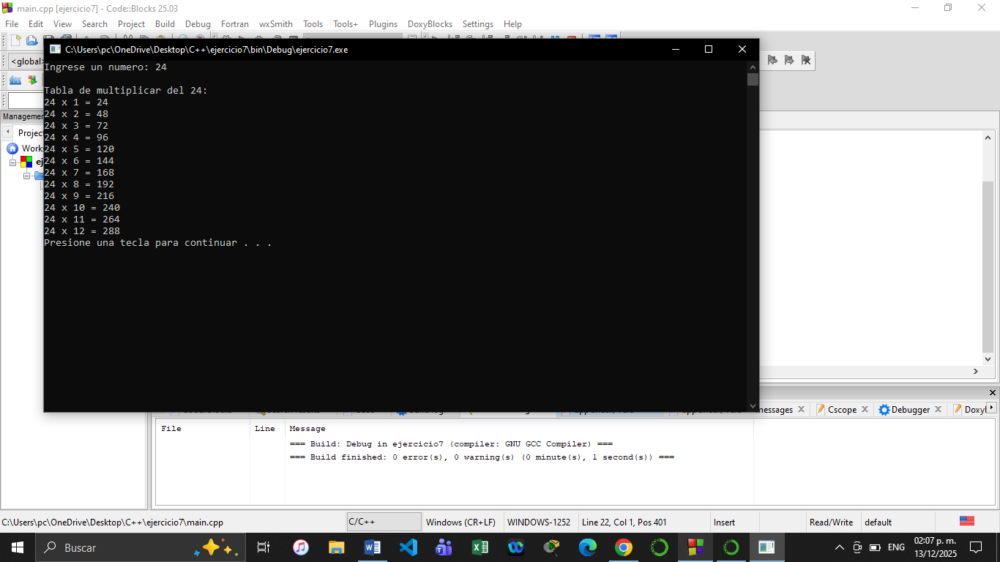 main.cpp [ejercicio7] - Code::Blocks 25.03
File Edit View Search Project Build Debug Fortran wxSmith Tools Tools+ Plugins DoxyBlocks Settings Help
C:\Users\pc\OneDrive\Desktop\C++\ejercicio7\bin\Debug\ejercicio7.exe
<global>
Ingrese un numero: 24
Tabla de multiplicar del 24:
24 x 1 = 24
24 x 2 = 48
24 x 3 = 72
24 x 4 = 96
24 x 5 = 120
24 x 6 = 144
24 x 7 = 168
24 x 8 = 192
24 x 9 = 216
24 x 10 = 240
24 x 11 = 264
24 x 12 = 288
Presione una tecla para continuar . . .
Managemen
Projec
Work
ej
messages Cscope Debugger Doxyl
File Line Message
=== Build: Debug in ejercicio7 (compiler: GNU GCC Compiler) ===
=== Build finished: 0 error(s), 0 warning(s) (0 minute(s), 1 second(s)) ===
C:\Users\pc\OneDrive\Desktop\C++\ejercicio7\main.cpp C/C++ Windows (CR+LF) WINDOWS-1252 Line 22, Col 1, Pos 401 Insert Read/Write default
Buscar
ENG
02:07 p. m.
13/12/2025